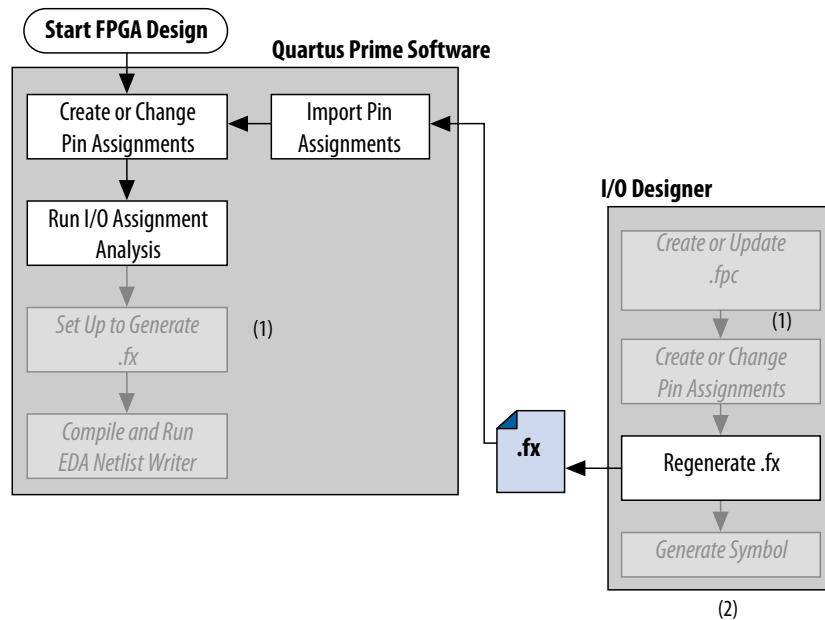 Start FPGA Design
Quartus Prime Software
Create or Change
Pin Assignments
Import Pin
Assignments
Run I/O Assignment
Analysis
Set Up to Generate
.fx
(1)
Compile and Run
EDA Netlist Writer
.fx
I/O Designer
Create or Update
.fpc
(1)
Create or Change
Pin Assignments
Regenerate .fx
Generate Symbol
(2)